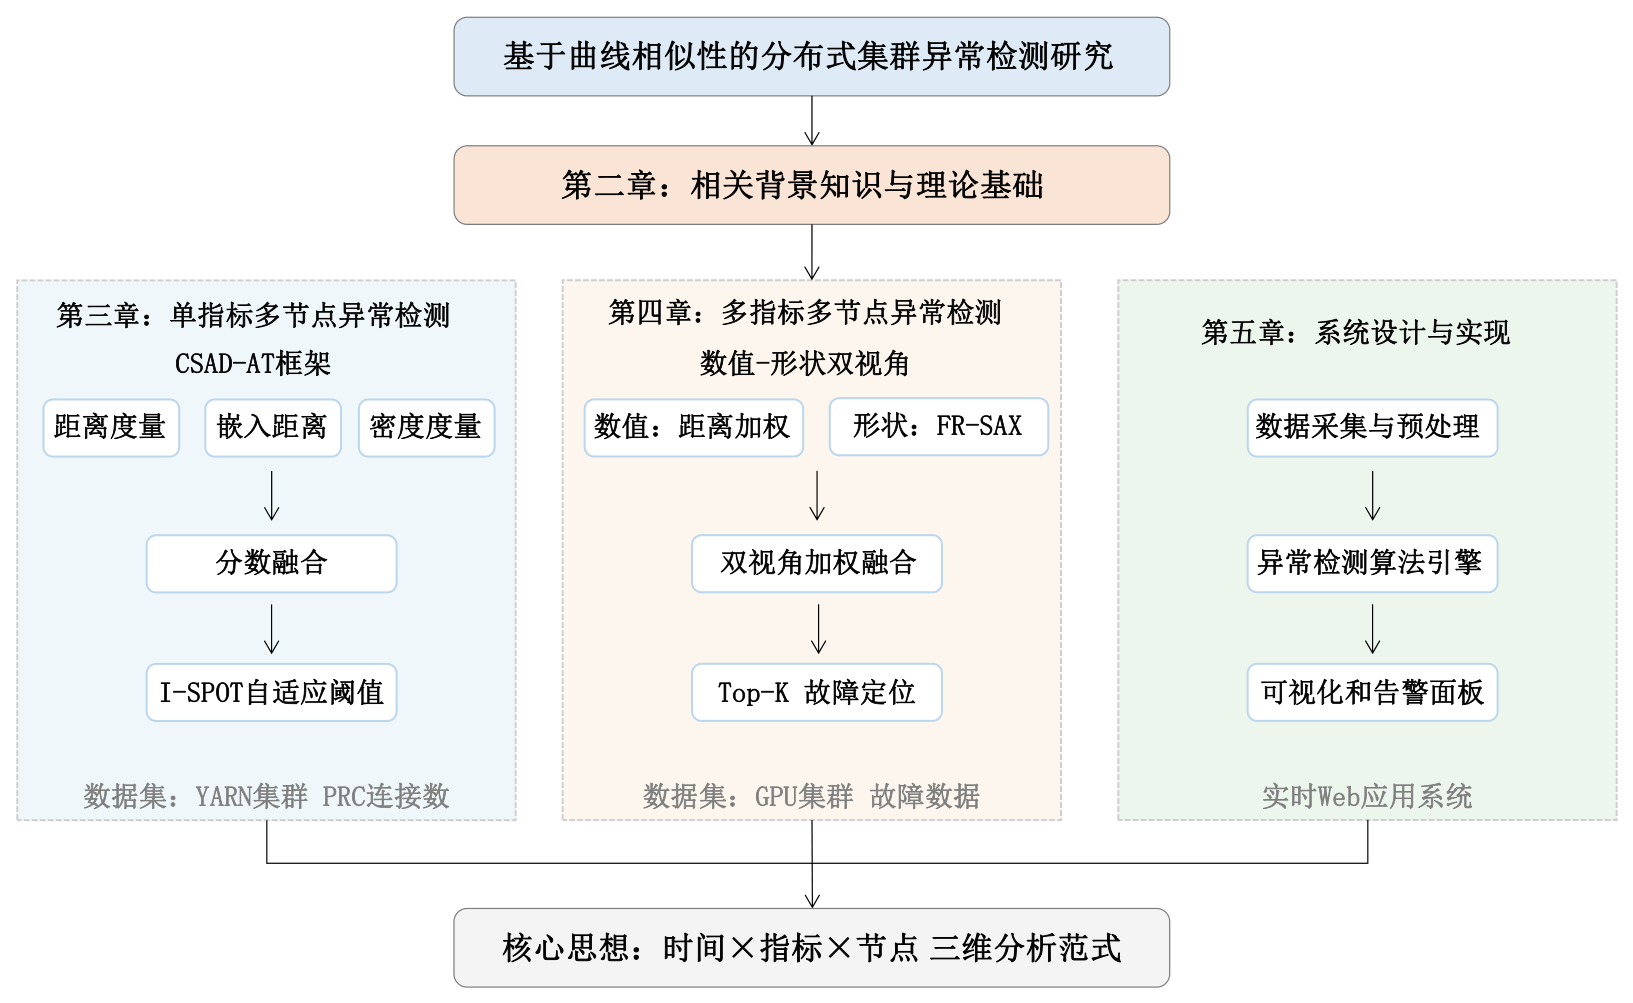 基于曲线相似性的分布式集群异常检测研究
第二章：相关背景知识与理论基础
第三章：单指标多节点异常检测
CSAD-AT框架
距离度量
嵌入距离
密度度量
分数融合
I-SPOT自适应阈值
数据集：YARN集群 PRC连接数
第四章：多指标多节点异常检测
数值-形状双视角
数值：距离加权
形状：FR-SAX
双视角加权融合
Top-K 故障定位
数据集：GPU集群 故障数据
第五章：系统设计与实现
数据采集与预处理
异常检测算法引擎
可视化和告警面板
实时Web应用系统
核心思想：时间×指标×节点 三维分析范式